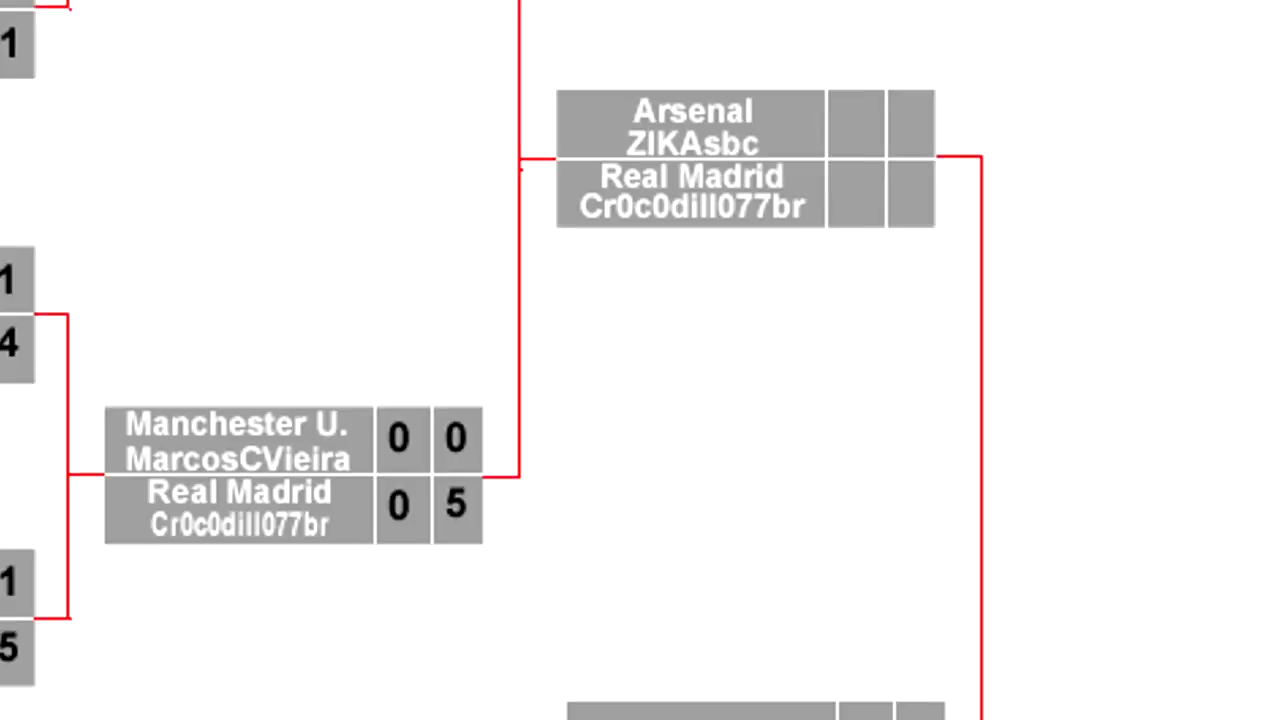 1
Arsenal
ZIKAsbc
Real Madrid
Cr0c0dill077br
1
4
Manchester U. 0 0
MarcosCVieira
Real Madrid 0 5
Cr0c0dill077br
1
5